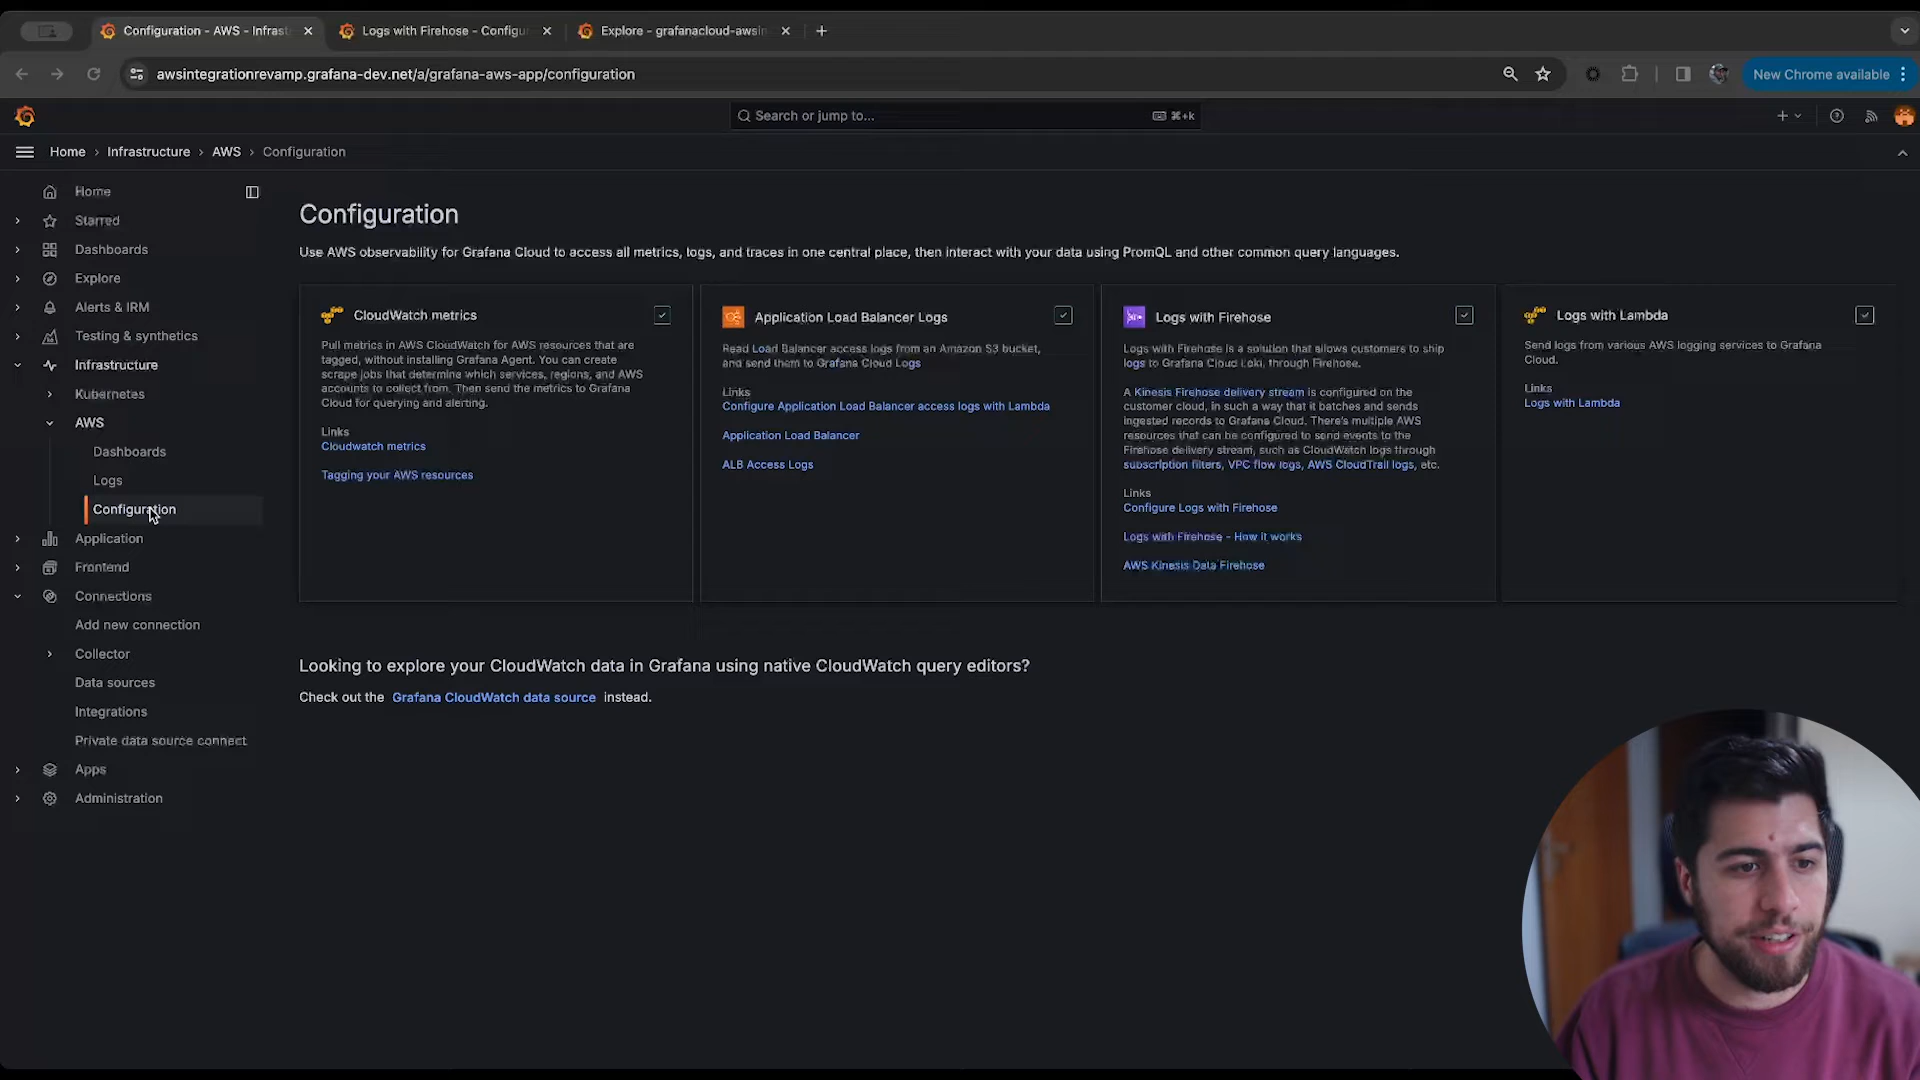 Configuration - AWS - Infrast
Logs with Firehose - Configur
Explore - grafanacloud-awsin
awsintegrationrevamp.grafana-dev.net/a/grafana-aws-app/configuration
New Chrome available
Search or jump to...
⌘+k
Home › Infrastructure › AWS › Configuration
Home
Starred
Dashboards
Explore
Alerts & IRM
Testing & synthetics
Infrastructure
Kubernetes
AWS
Dashboards
Logs
Configuration
Application
Frontend
Connections
Add new connection
Collector
Data sources
Integrations
Private data source connect
Apps
Administration
Configuration
Use AWS observability for Grafana Cloud to access all metrics, logs, and traces in one central place, then interact with your data using PromQL and other common query languages.
CloudWatch metrics
Pull metrics in AWS CloudWatch for AWS resources that are
tagged, without installing Grafana Agent. You can create
scrape jobs that determine which services, regions, and AWS
accounts to collect from. Then send the metrics to Grafana
Cloud for querying and alerting.
Links
Cloudwatch metrics
Tagging your AWS resources
Application Load Balancer Logs
Read Load Balancer access logs from an Amazon S3 bucket,
and send them to Grafana Cloud Logs
Links
Configure Application Load Balancer access logs with Lambda
Application Load Balancer
ALB Access Logs
Logs with Firehose
Logs with Firehose is a solution that allows customers to ship
logs to Grafana Cloud Loki, through Firehose.
A Kinesis Firehose delivery stream is configured on the
customer cloud, in such a way that it batches and sends
ingested records to Grafana Cloud. There's multiple AWS
resources that can be configured to send events to the
Firehose delivery stream, such as CloudWatch logs through
subscription filters, VPC flow logs, AWS CloudTrail logs, etc.
Links
Configure Logs with Firehose
Logs with Firehose - How it works
AWS Kinesis Data Firehose
Logs with Lambda
Send logs from various AWS logging services to Grafana
Cloud.
Links
Logs with Lambda
Looking to explore your CloudWatch data in Grafana using native CloudWatch query editors?
Check out the Grafana CloudWatch data source instead.